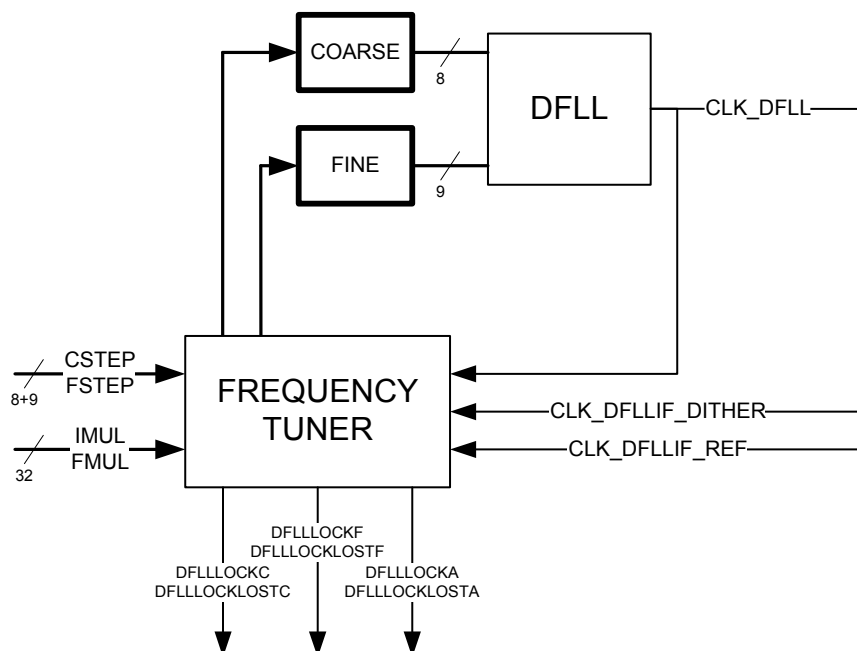 COARSE
8
DFLL
CLK_DFLL
FINE
9
CSTEP
FSTEP
8+9
FREQUENCY
TUNER
IMUL
FMUL
32
CLK_DFLLIF_DITHER
CLK_DFLLIF_REF
DFLLLOCKF
DFLLLOCKLOSTF
DFLLLOCKC
DFLLLOCKLOSTC
DFLLLOCKA
DFLLLOCKLOSTA